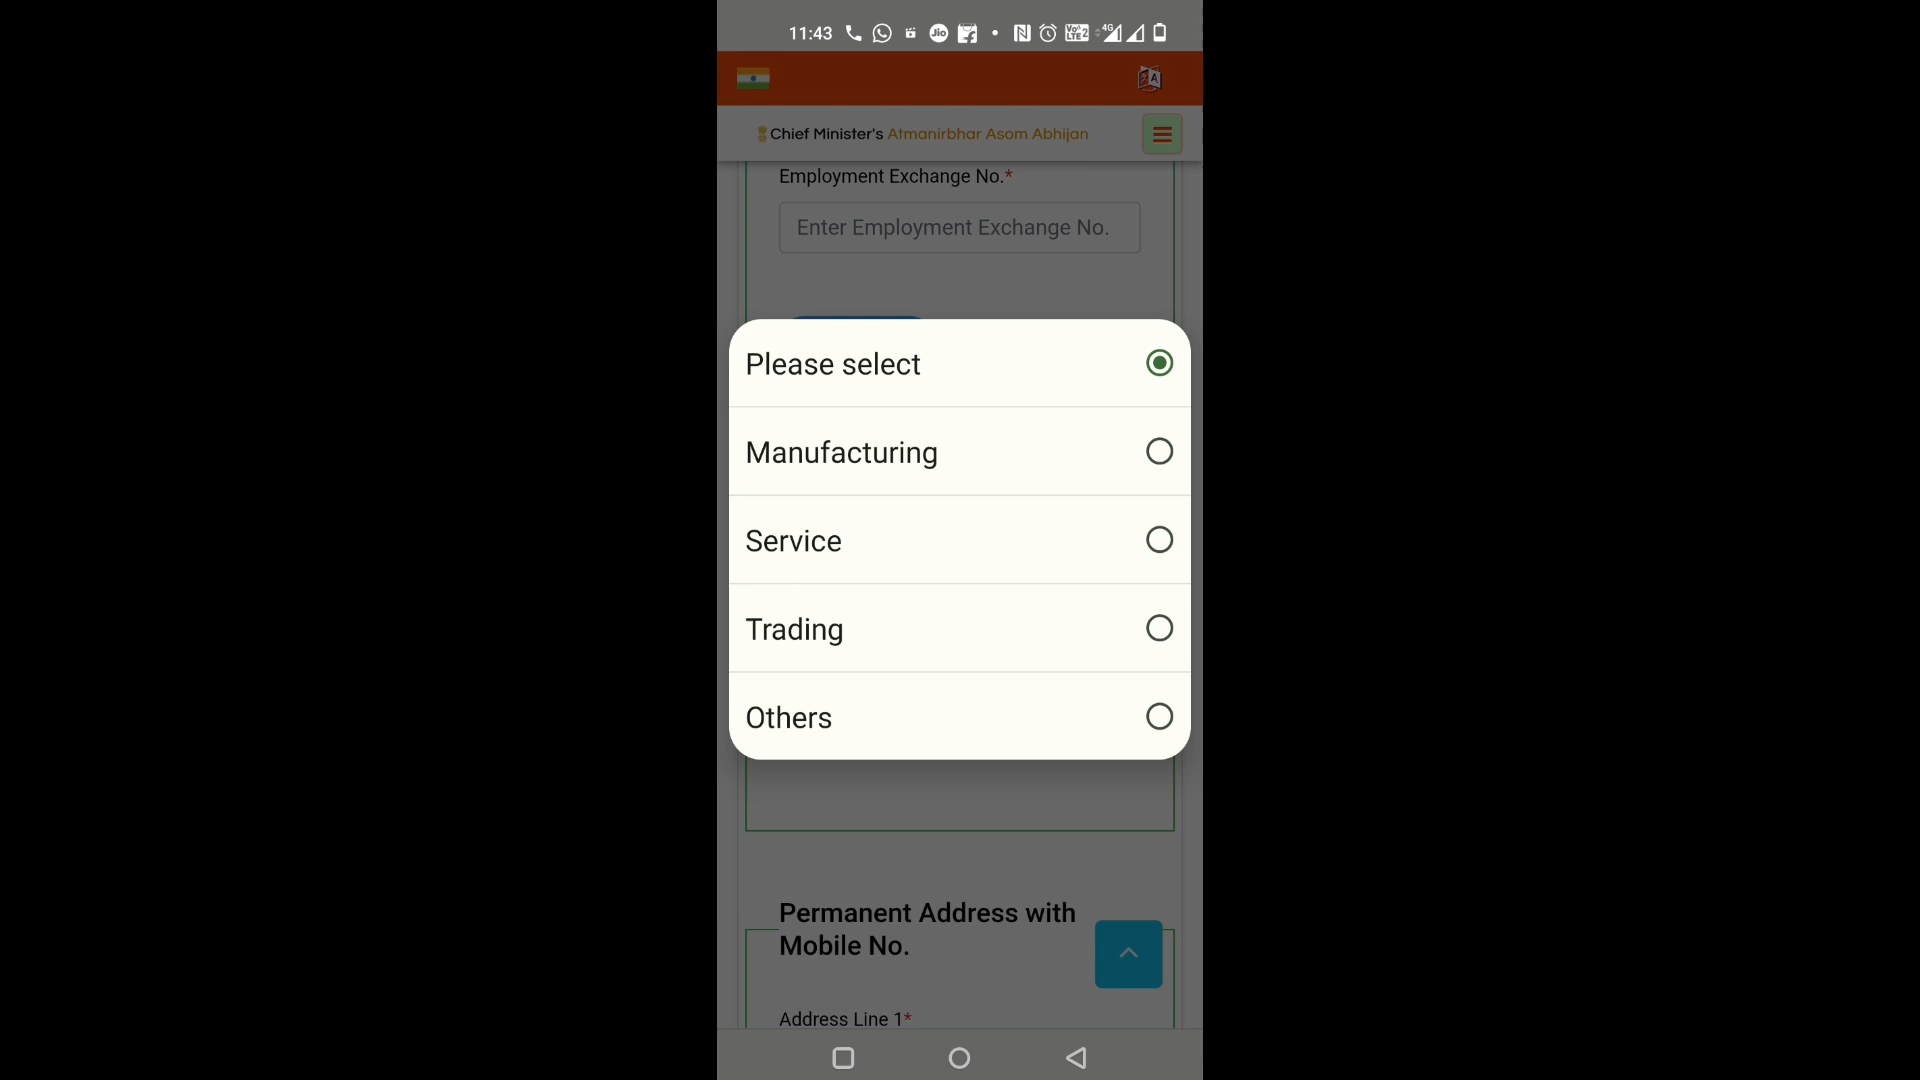 11:43
Chief Minister's Atmanirbhar Asom Abhijan
Employment Exchange No.*
Enter Employment Exchange No.
Please select
Manufacturing
Service
Trading
Others
Permanent Address with
Mobile No.
Address Line 1*